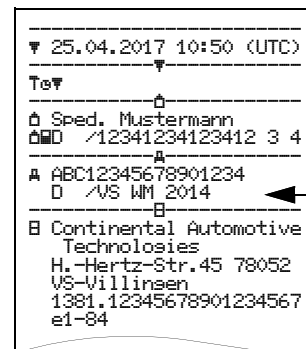 ▼ 25.04.2017 10:50 (UTC)
T⊙▼
Sped. Mustermann
D /12341234123412 3 4
A ABC12345678901234
D /VS WM 2014
Continental Automotive
Technologies
H.-Hertz-Str.45 78052
VS-Villingen
1381.12345678901234567
e1-84